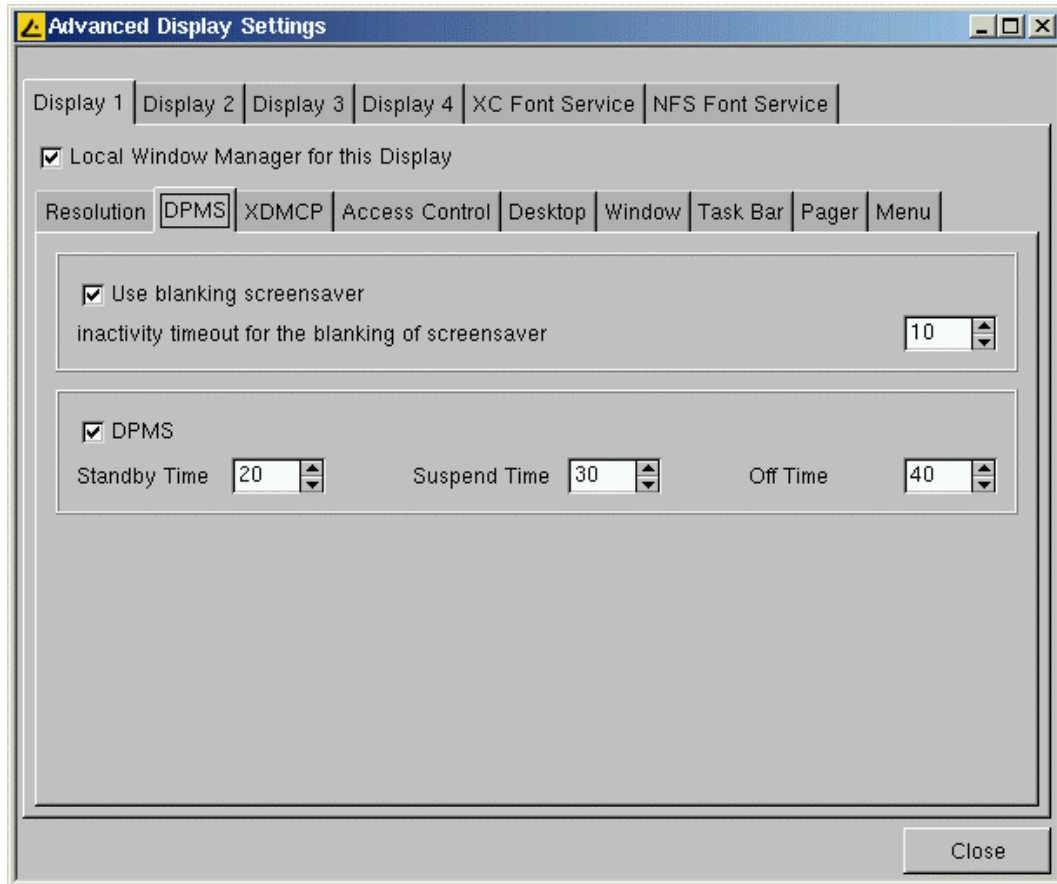 Advanced Display Settings
Display 1 Display 2 Display 3 Display 4 XC Font Service NFS Font Service
Local Window Manager for this Display
Resolution DPMS XDMCP Access Control Desktop Window Task Bar Pager Menu
Use blanking screensaver
inactivity timeout for the blanking of screensaver 10
DPMS
Standby Time 20 Suspend Time 30 Off Time 40
Close